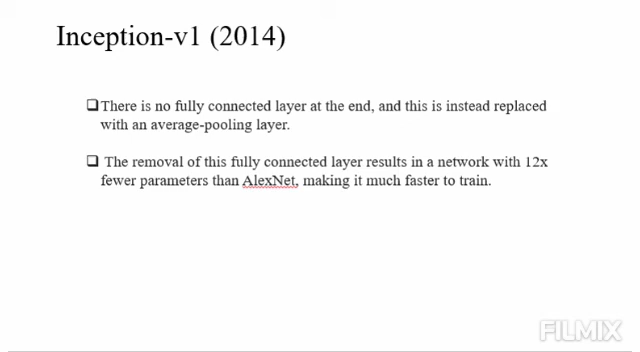 Inception-v1 (2014)
❑There is no fully connected layer at the end, and this is instead replaced
with an average-pooling layer.
❑ The removal of this fully connected layer results in a network with 12x
fewer parameters than AlexNet, making it much faster to train.
FILMIX